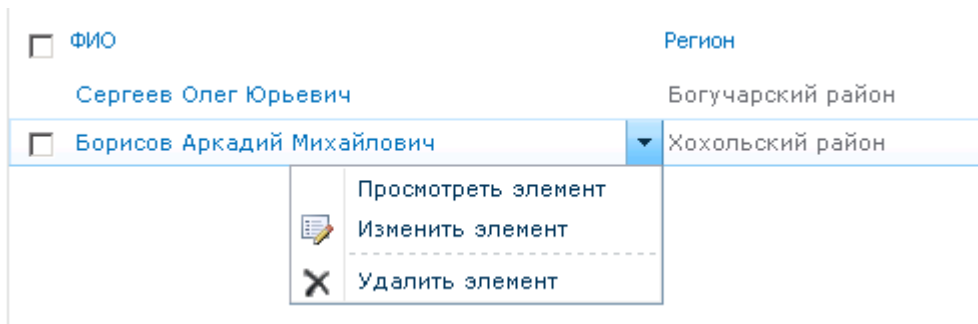 ФИО Регион
Сергеев Олег Юрьевич Богучарский район
Борисов Аркадий Михайлович Хохольский район
Просмотреть элемент
Изменить элемент
Удалить элемент